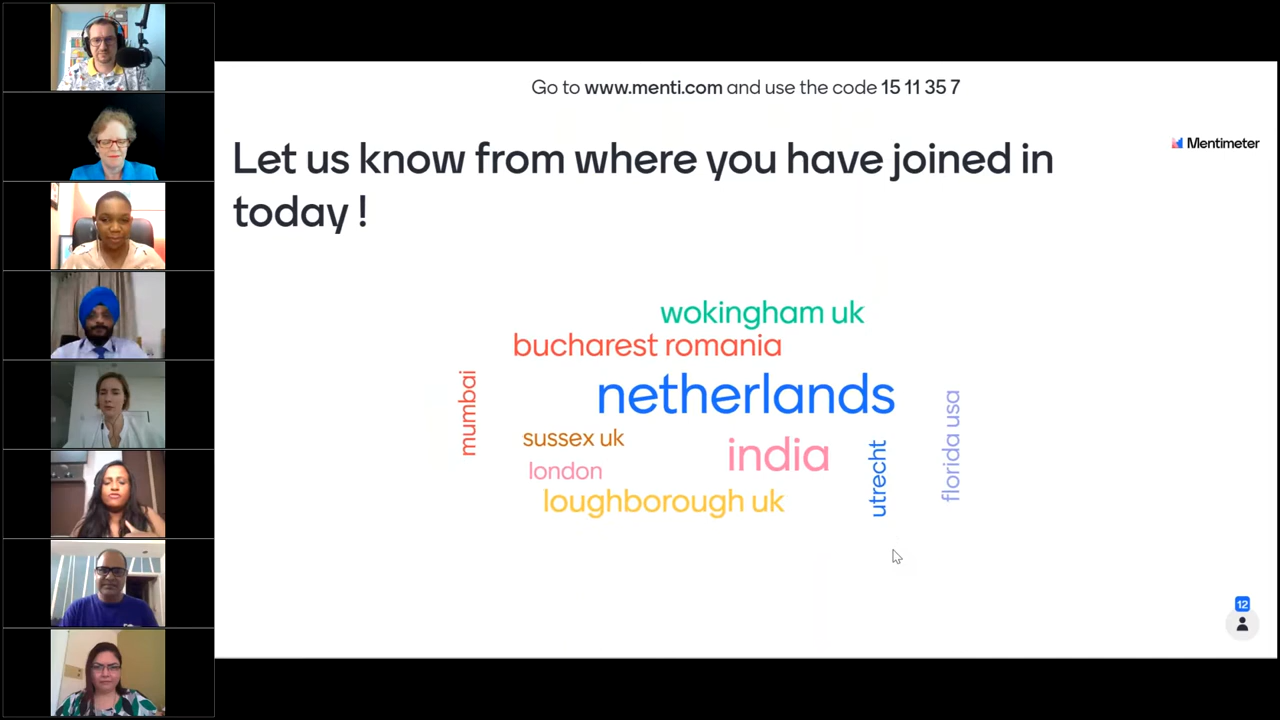 Go to www.menti.com and use the code 15 11 35 7
Mentimeter
Let us know from where you have joined in
today !
wokingham uk
bucharest romania
mumbai
netherlands
florida usa
sussex uk
india
utrecht
london
loughborough uk
12